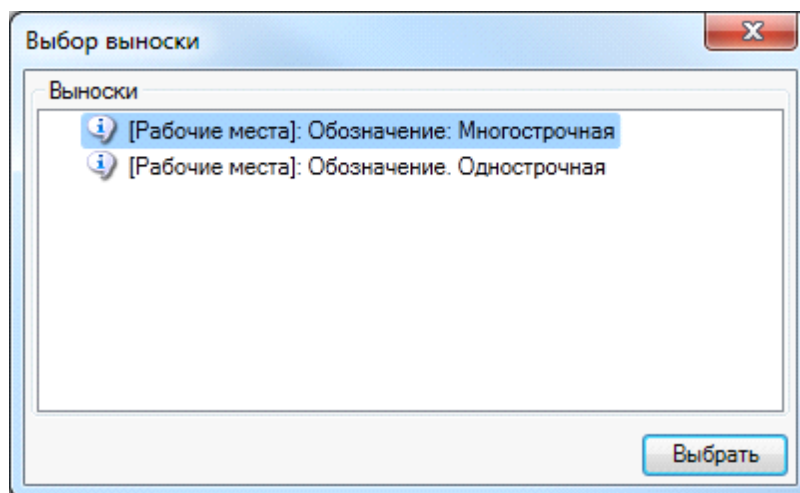 Выбор выноски
Выноски
[Рабочие места]: Обозначение: Многострочная
[Рабочие места]: Обозначение. Однострочная
Выбрать